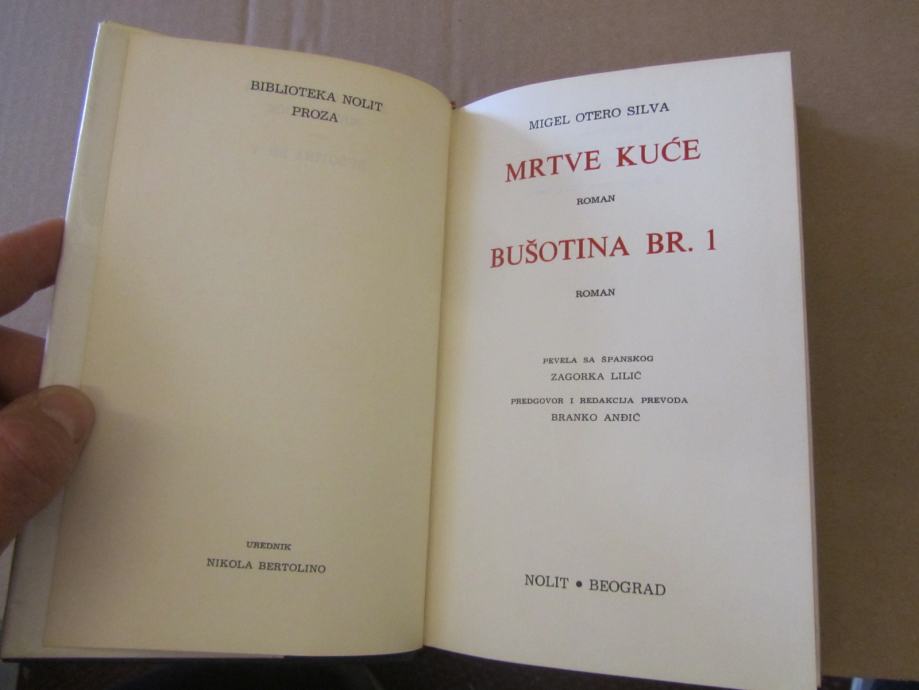 BIBLIOTEKA NOLIT
PROZA
UREDNIK
NIKOLA BERTOLINO
MIGEL OTERO SILVA
MRTVE KUĆE
ROMAN
BUŠOTINA BR. 1
ROMAN
PEVELA SA ŠPANSKOG
ZAGORKA LILIĆ
PREDGOVOR I REDAKCIJA PREVODA
BRANKO ANĐIĆ
NOLIT • BEOGRAD